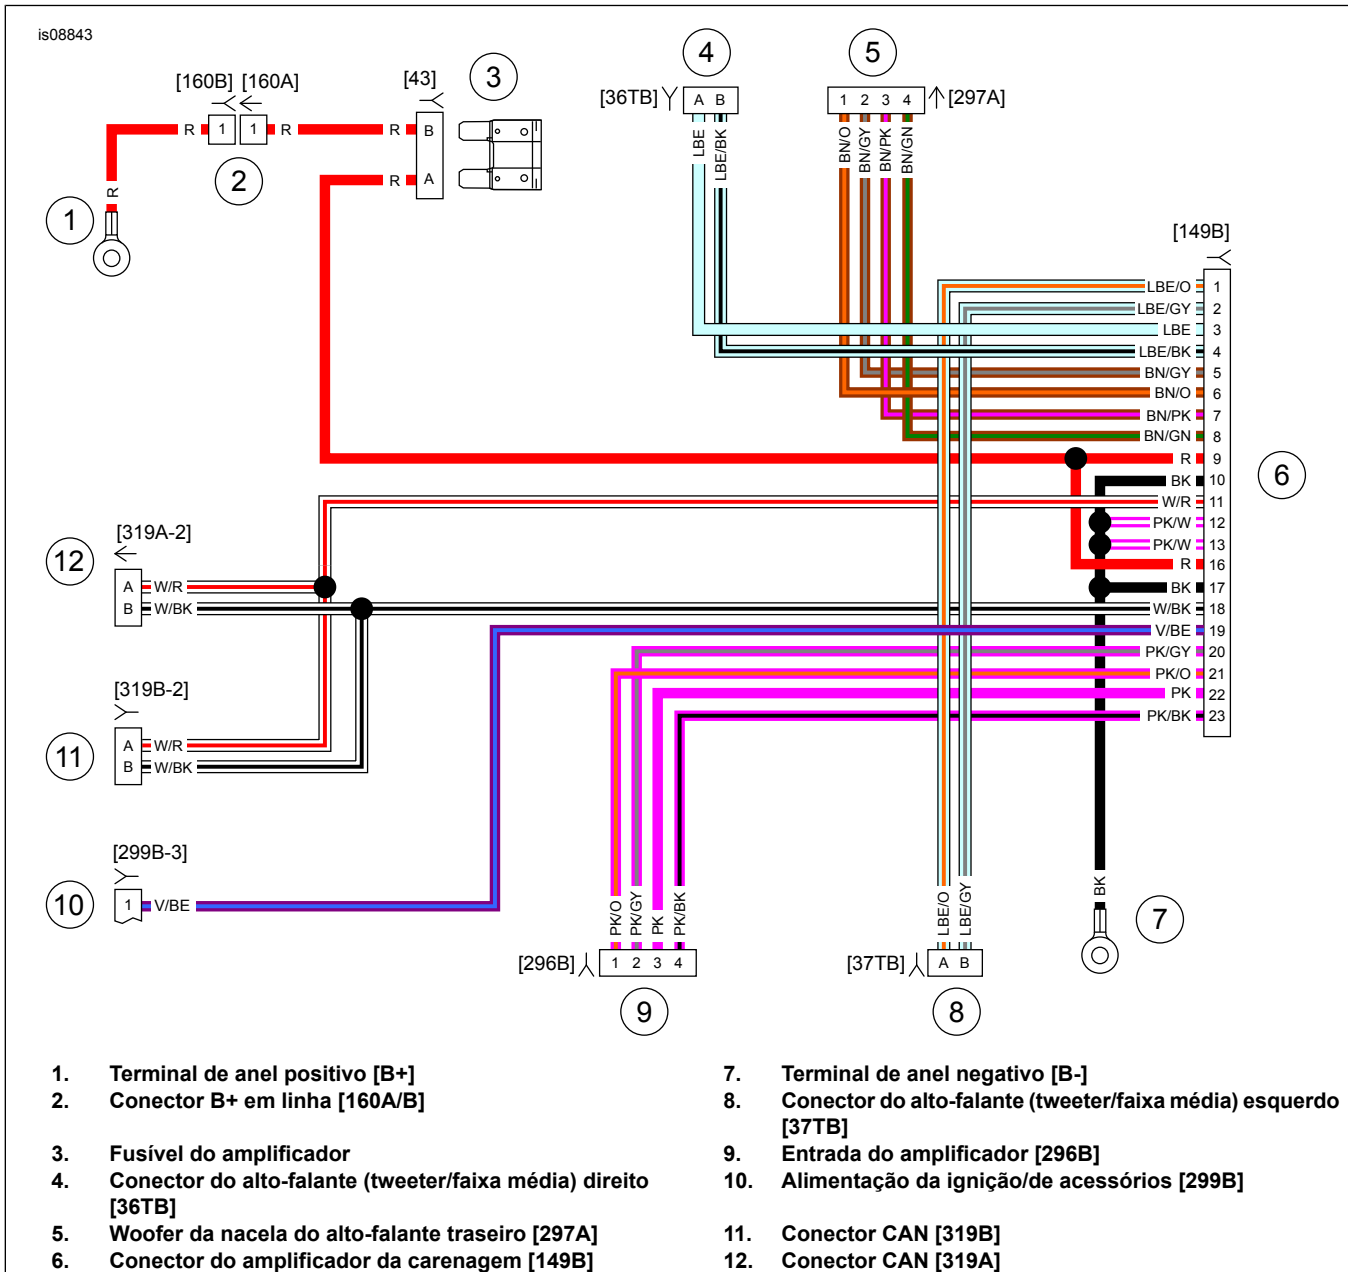 is08843
[160B] [160A]
[43]
3
4
5
[36TB]
A B
1 2 3 4
[297A]
R
1
1
R
R
B
R
A
2
1
R
LBE
LBE/BK
BN/O
BN/GY
BN/PK
BN/GN
[149B]
LBE/O 1
LBE/GY 2
LBE 3
LBE/BK 4
BN/GY 5
BN/O 6
BN/PK 7
BN/GN 8
R 9
BK 10
W/R 11
PK/W 12
PK/W 13
R 16
BK 17
W/BK 18
V/BE 19
PK/GY 20
PK/O 21
PK 22
PK/BK 23
6
[319A-2]
12
A W/R
B W/BK
[319B-2]
11
A W/R
B W/BK
[299B-3]
10
1 V/BE
PK/O
PK/GY
PK
PK/BK
[296B]
1 2 3 4
9
LBE/O
LBE/GY
[37TB]
A B
8
BK
7
1. Terminal de anel positivo [B+]
2. Conector B+ em linha [160A/B]
3. Fusível do amplificador
4. Conector do alto-falante (tweeter/faixa média) direito
[36TB]
5. Woofer da nacela do alto-falante traseiro [297A]
6. Conector do amplificador da carenagem [149B]
7. Terminal de anel negativo [B-]
8. Conector do alto-falante (tweeter/faixa média) esquerdo
[37TB]
9. Entrada do amplificador [296B]
10. Alimentação da ignição/de acessórios [299B]
11. Conector CAN [319B]
12. Conector CAN [319A]